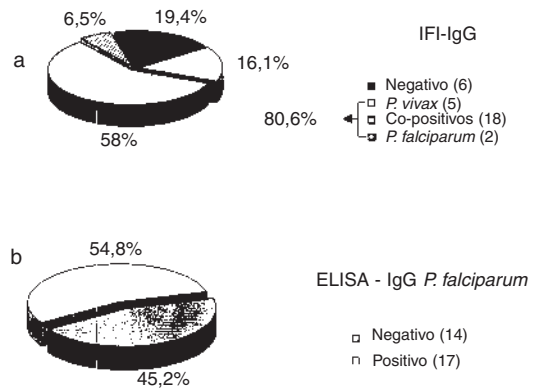 a
6,5%
19,4%
16,1%
58%
80,6%
IFI-IgG
Negativo (6)
P. vivax (5)
Co-positivos (18)
P. falciparum (2)
b
54,8%
45,2%
ELISA - IgG P. falciparum
Negativo (14)
Positivo (17)